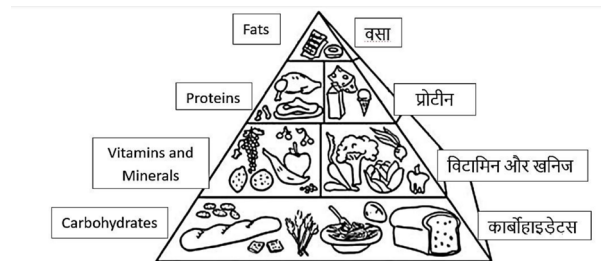 Fats
वसा
Proteins
प्रोटीन
Vitamins and
Minerals
विटामिन और खनिज
Carbohydrates
कार्बोहाइडेटस